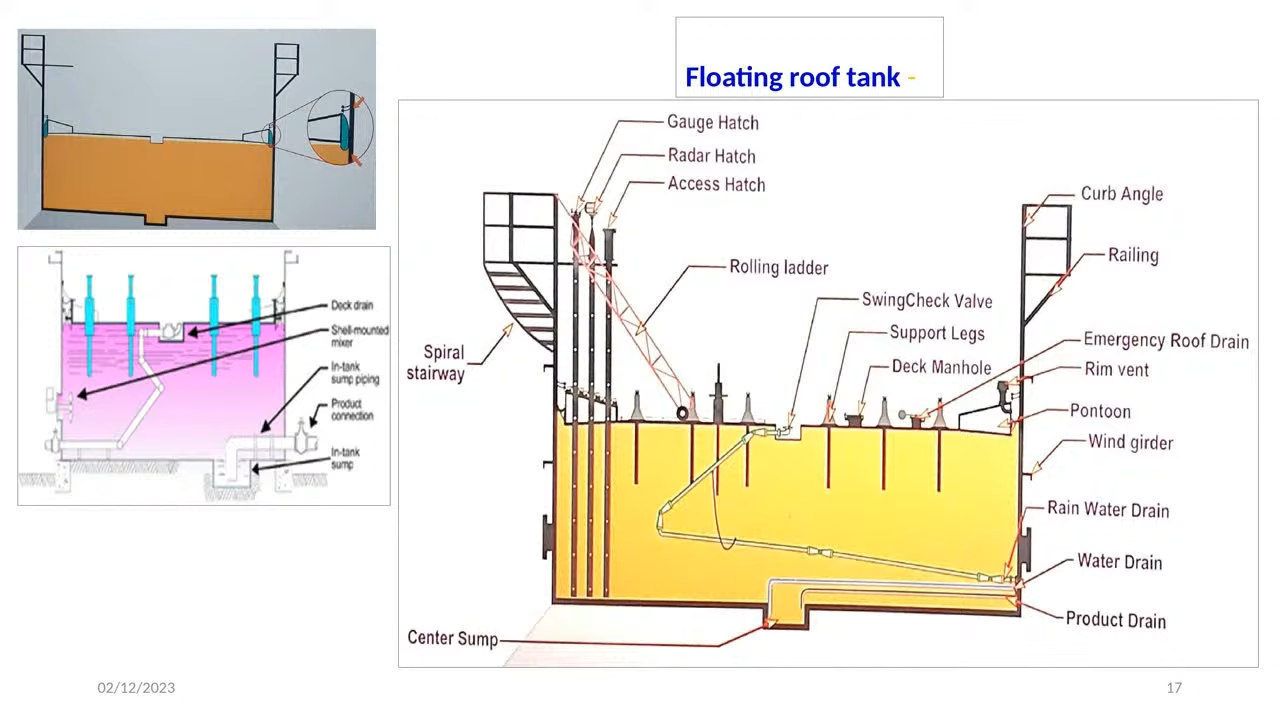 Floating roof tank -
Gauge Hatch
Radar Hatch
Access Hatch
Curb Angle
Railing
Rolling ladder
SwingCheck Valve
Support Legs
Emergency Roof Drain
Spiral
stairway
Deck Manhole
Rim vent
Pontoon
Wind girder
Rain Water Drain
Water Drain
Product Drain
Center Sump
Deck drain
Shell-mounted
mixer
In-tank
sump piping
Product
connection
In-tank
sump
02/12/2023
17